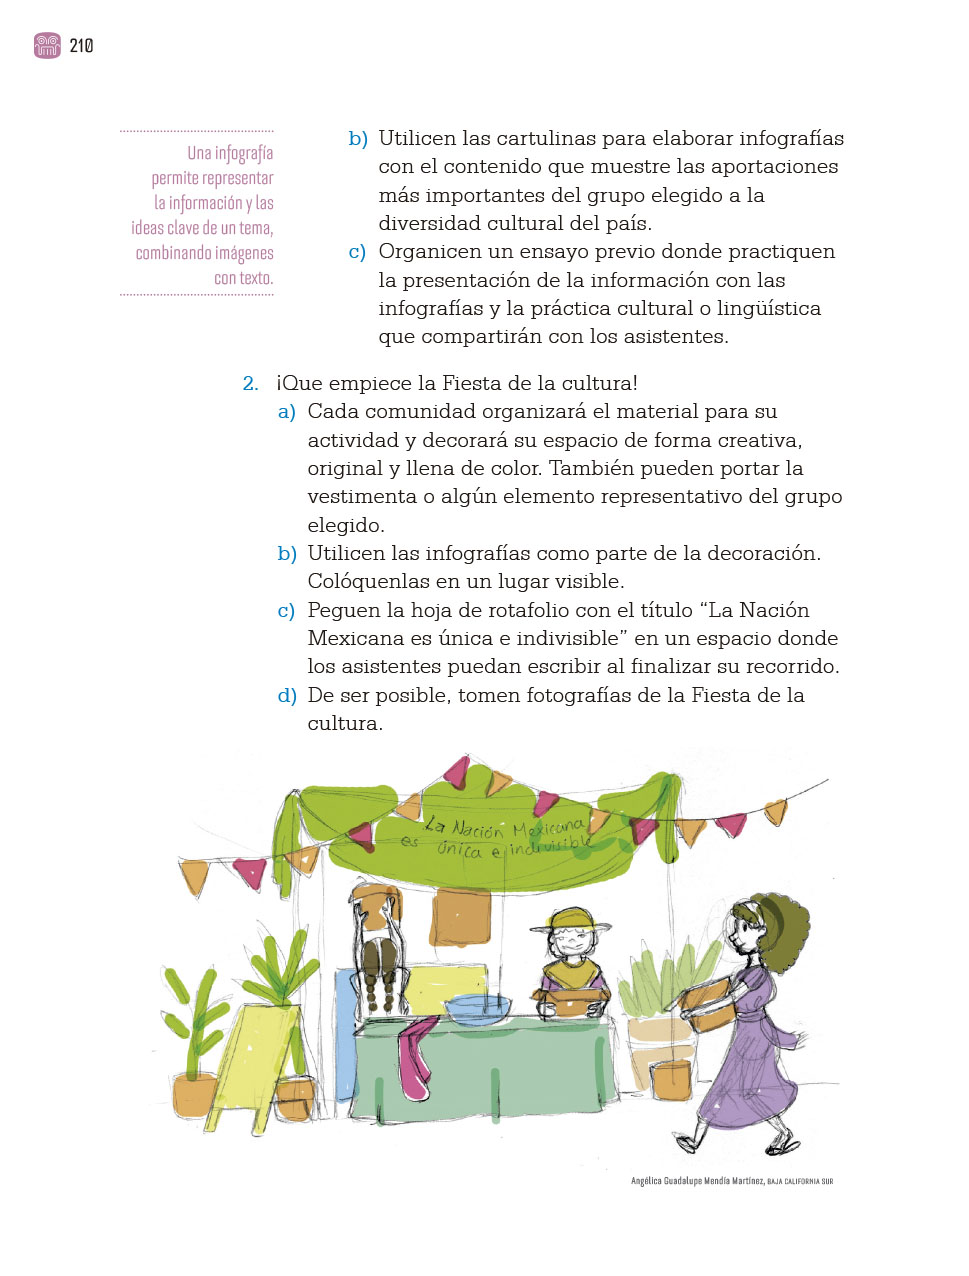 210
Una infografía
permite representar
la información y las
ideas clave de un tema,
combinando imágenes
con texto.
b) Utilicen las cartulinas para elaborar infografías
con el contenido que muestre las aportaciones
más importantes del grupo elegido a la
diversidad cultural del país.
c) Organicen un ensayo previo donde practiquen
la presentación de la información con las
infografías y la práctica cultural o lingüística
que compartirán con los asistentes.
2. ¡Que empiece la Fiesta de la cultura!
a) Cada comunidad organizará el material para su
actividad y decorará su espacio de forma creativa,
original y llena de color. También pueden portar la
vestimenta o algún elemento representativo del grupo
elegido.
b) Utilicen las infografías como parte de la decoración.
Colóquenlas en un lugar visible.
c) Peguen la hoja de rotafolio con el título “La Nación
Mexicana es única e indivisible” en un espacio donde
los asistentes puedan escribir al finalizar su recorrido.
d) De ser posible, tomen fotografías de la Fiesta de la
cultura.
La Nación Mexicana
es única e indivisible
Angélica Guadalupe Mendía Martínez, BAJA CALIFORNIA SUR